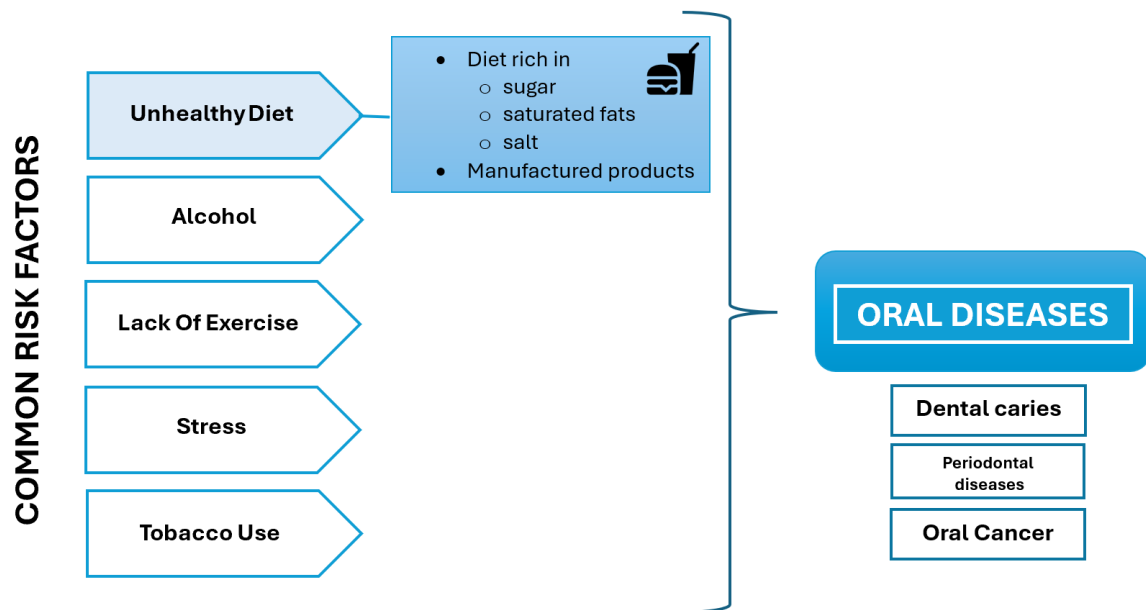 COMMON RISK FACTORS
Unhealthy Diet
• Diet rich in
o sugar
o saturated fats
o salt
• Manufactured products
Alcohol
Lack Of Exercise
Stress
Tobacco Use
ORAL DISEASES
Dental caries
Periodontal
diseases
Oral Cancer